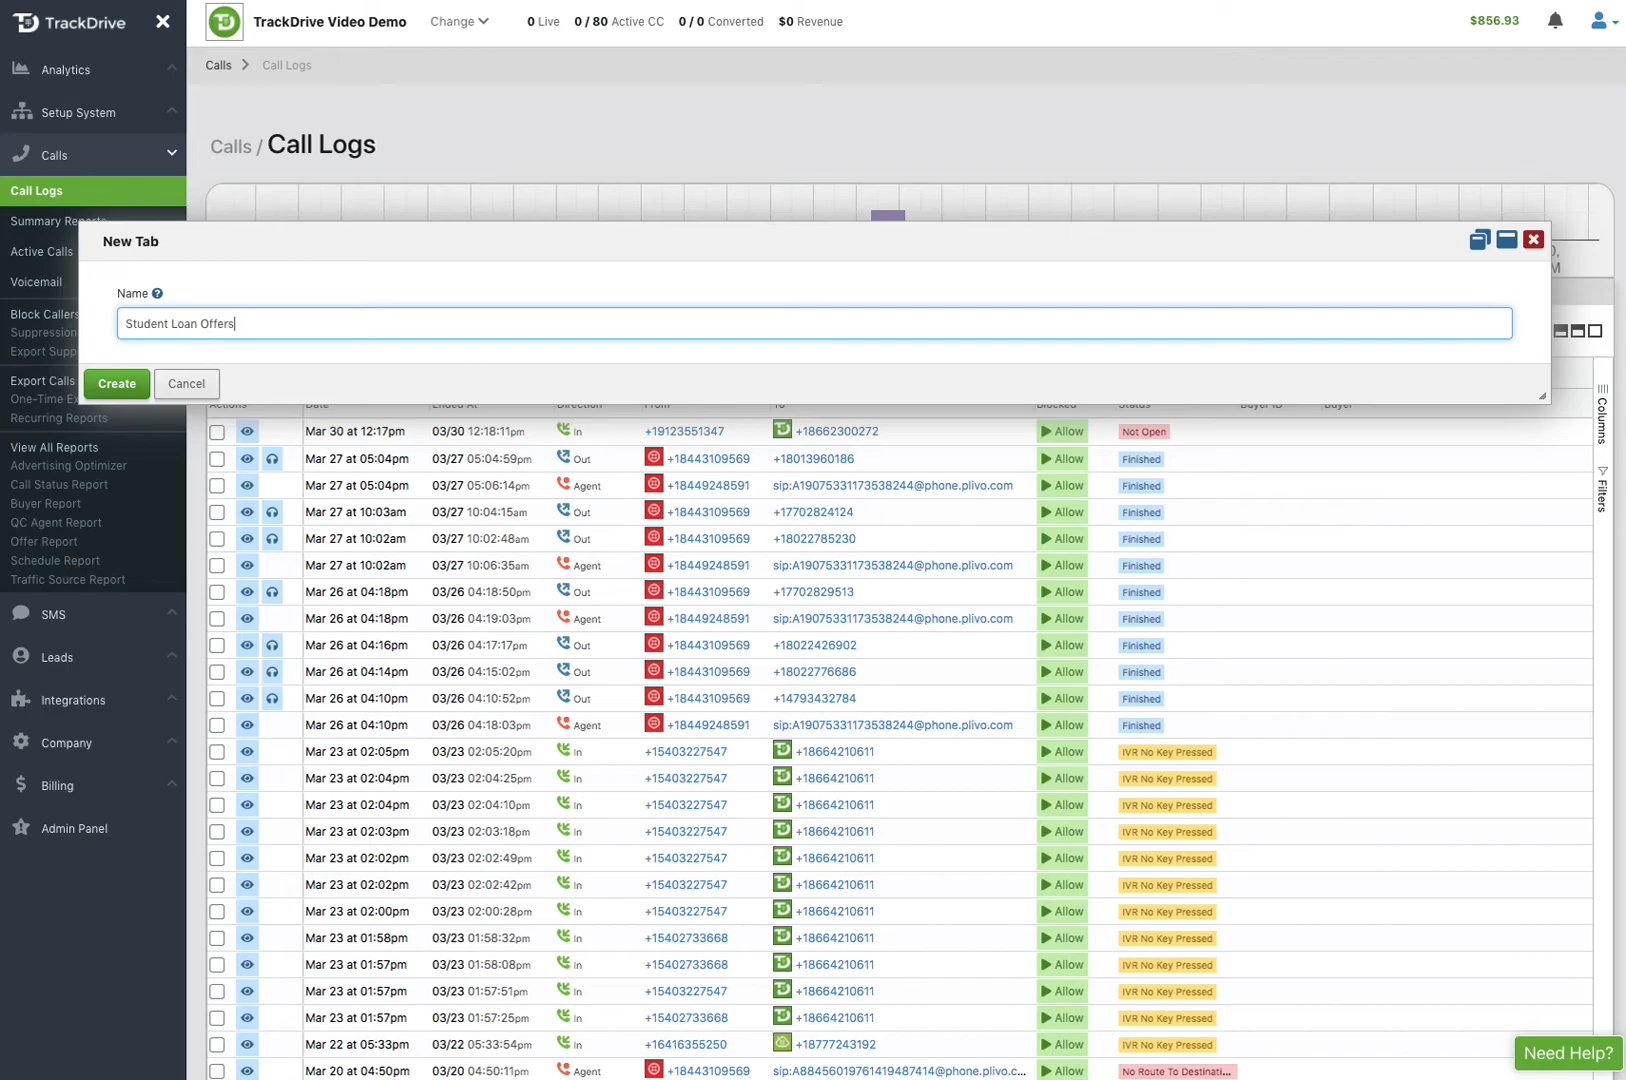 TrackDrive
TrackDrive Video Demo Change 0 Live 0 / 80 Active CC 0 / 0 Converted $0 Revenue $856.93
Analytics
Setup System
Calls
Call Logs
Summary Reports
Active Calls
Voicemail
Block Callers
Suppression
Export Supp
Export Calls
One-Time Ex
Recurring Reports
View All Reports
Advertising Optimizer
Call Status Report
Buyer Report
QC Agent Report
Offer Report
Schedule Report
Traffic Source Report
SMS
Leads
Integrations
Company
Billing
Admin Panel
Calls > Call Logs
Calls / Call Logs
New Tab
Name
Student Loan Offers
Create Cancel
Actions Date Ended At Direction From To Blocked Status Buyer ID Buyer
Mar 30 at 12:17pm 03/30 12:18:11pm In +19123551347 +18662300272 Allow Not Open
Mar 27 at 05:04pm 03/27 05:04:59pm Out +18443109569 +18013960186 Allow Finished
Mar 27 at 05:04pm 03/27 05:06:14pm Agent +18449248591 sip:A19075331173538244@phone.plivo.com Allow Finished
Mar 27 at 10:03am 03/27 10:04:15am Out +18443109569 +17702824124 Allow Finished
Mar 27 at 10:02am 03/27 10:02:48am Out +18443109569 +18022785230 Allow Finished
Mar 27 at 10:02am 03/27 10:06:35am Agent +18449248591 sip:A19075331173538244@phone.plivo.com Allow Finished
Mar 26 at 04:18pm 03/26 04:18:50pm Out +18443109569 +17702829513 Allow Finished
Mar 26 at 04:18pm 03/26 04:19:03pm Agent +18449248591 sip:A19075331173538244@phone.plivo.com Allow Finished
Mar 26 at 04:16pm 03/26 04:17:17pm Out +18443109569 +18022426902 Allow Finished
Mar 26 at 04:14pm 03/26 04:15:02pm Out +18443109569 +18022776686 Allow Finished
Mar 26 at 04:10pm 03/26 04:10:52pm Out +18443109569 +14793432784 Allow Finished
Mar 26 at 04:10pm 03/26 04:18:03pm Agent +18449248591 sip:A19075331173538244@phone.plivo.com Allow Finished
Mar 23 at 02:05pm 03/23 02:05:20pm In +15403227547 +18664210611 Allow IVR No Key Pressed
Mar 23 at 02:04pm 03/23 02:04:25pm In +15403227547 +18664210611 Allow IVR No Key Pressed
Mar 23 at 02:04pm 03/23 02:04:10pm In +15403227547 +18664210611 Allow IVR No Key Pressed
Mar 23 at 02:03pm 03/23 02:03:18pm In +15403227547 +18664210611 Allow IVR No Key Pressed
Mar 23 at 02:02pm 03/23 02:02:49pm In +15403227547 +18664210611 Allow IVR No Key Pressed
Mar 23 at 02:02pm 03/23 02:02:42pm In +15403227547 +18664210611 Allow IVR No Key Pressed
Mar 23 at 02:00pm 03/23 02:00:28pm In +15403227547 +18664210611 Allow IVR No Key Pressed
Mar 23 at 01:58pm 03/23 01:58:32pm In +15402733668 +18664210611 Allow IVR No Key Pressed
Mar 23 at 01:57pm 03/23 01:58:08pm In +15402733668 +18664210611 Allow IVR No Key Pressed
Mar 23 at 01:57pm 03/23 01:57:51pm In +15403227547 +18664210611 Allow IVR No Key Pressed
Mar 23 at 01:57pm 03/23 01:57:25pm In +15402733668 +18664210611 Allow IVR No Key Pressed
Mar 22 at 05:33pm 03/22 05:33:54pm In +16416355250 +18777243192 Allow IVR No Key Pressed
Mar 20 at 04:50pm 03/20 04:50:11pm Agent +18449248591 sip:A88456019761419487414@phone.plivo.c... Allow No Route To Destinati...
Columns
Filters
Need Help?